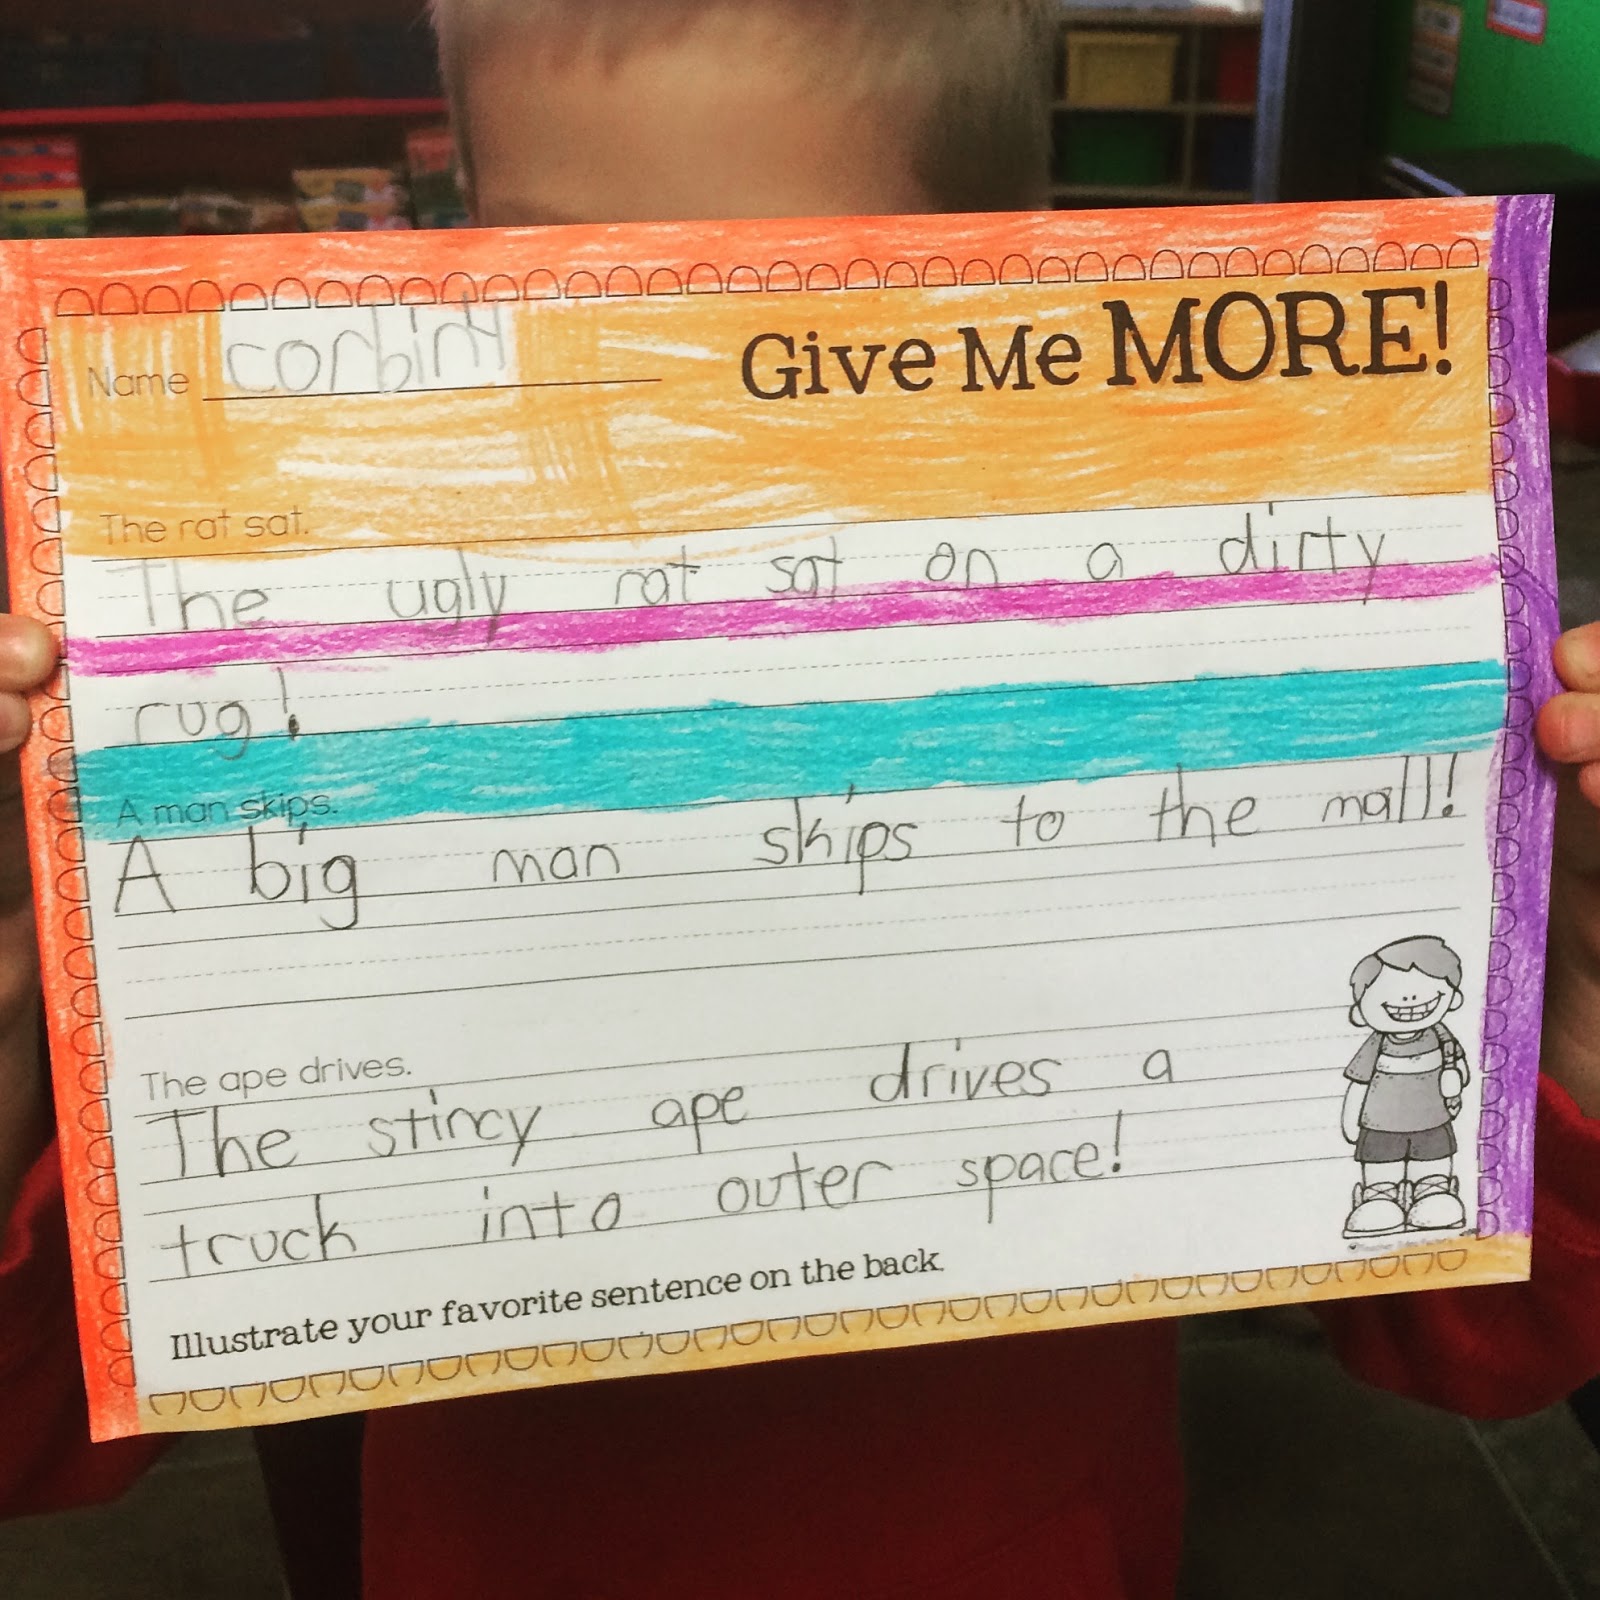 Give Me MORE!
Name corbin H
The rat sat.
The ugly rat sat on a dirty
rug!
A man skips.
A big man skips to the mall!
The ape drives.
The stincy ape drives a
truck into outer space!
Illustrate your favorite sentence on the back.